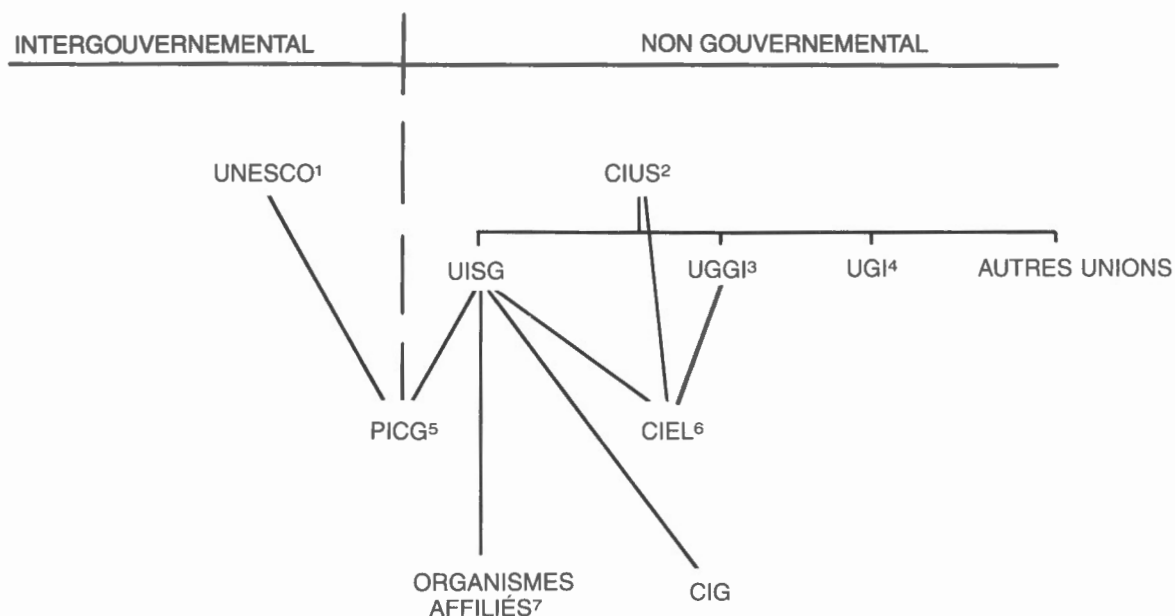 INTERGOUVERNEMENTAL
NON GOUVERNEMENTAL
UNESCO¹
CIUS²
UISG
UGGI³
UGI⁴
AUTRES UNIONS
PICG⁵
CIEL⁶
ORGANISMES
AFFILIÉS⁷
CIG